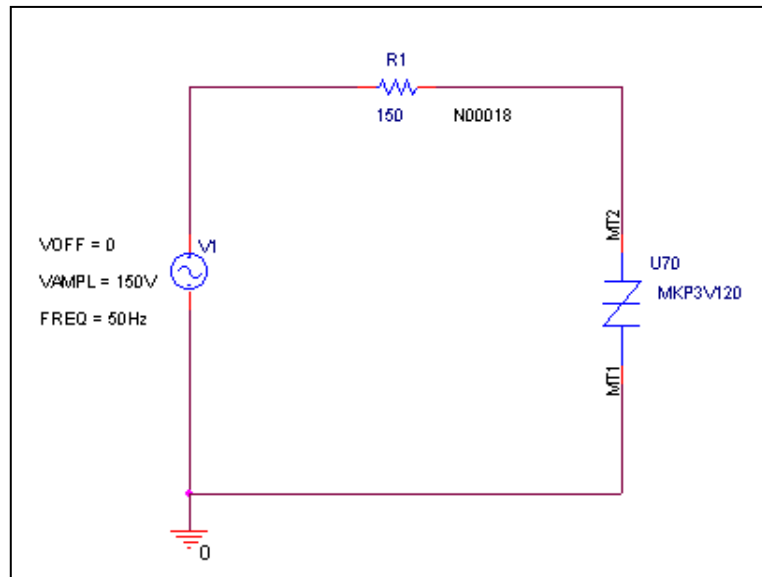 R1
150
N00018
VOFF = 0
V1
VAMPL = 150V
FREQ = 50Hz
MT2
U70
MKP3V120
MT1
0